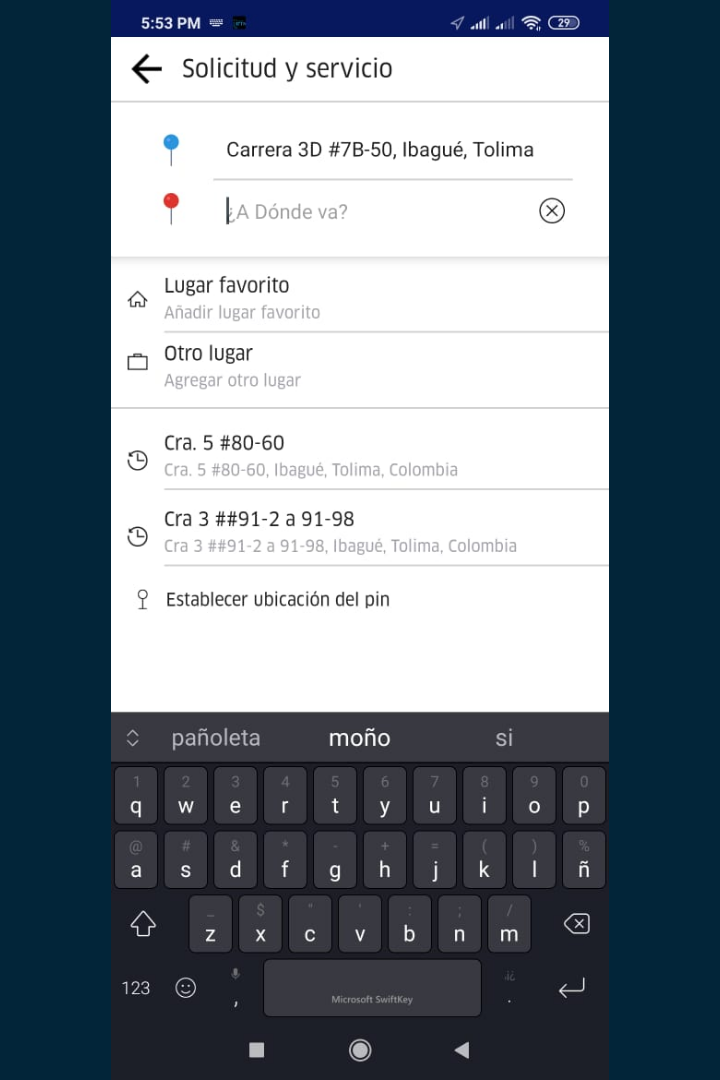 5:53 PM
29
Solicitud y servicio
Carrera 3D #7B-50, Ibagué, Tolima
¿A Dónde va?
Lugar favorito
Añadir lugar favorito
Otro lugar
Agregar otro lugar
Cra. 5 #80-60
Cra. 5 #80-60, Ibagué, Tolima, Colombia
Cra 3 ##91-2 a 91-98
Cra 3 ##91-2 a 91-98, Ibagué, Tolima, Colombia
Establecer ubicación del pin
pañoleta moño si
1 2 3 4 5 6 7 8 9 0
q w e r t y u i o p
@ # & * - + = ( ) %
a s d f g h j k l ñ
_ $ " ' : ; /
z x c v b n m
123 , Microsoft SwiftKey .